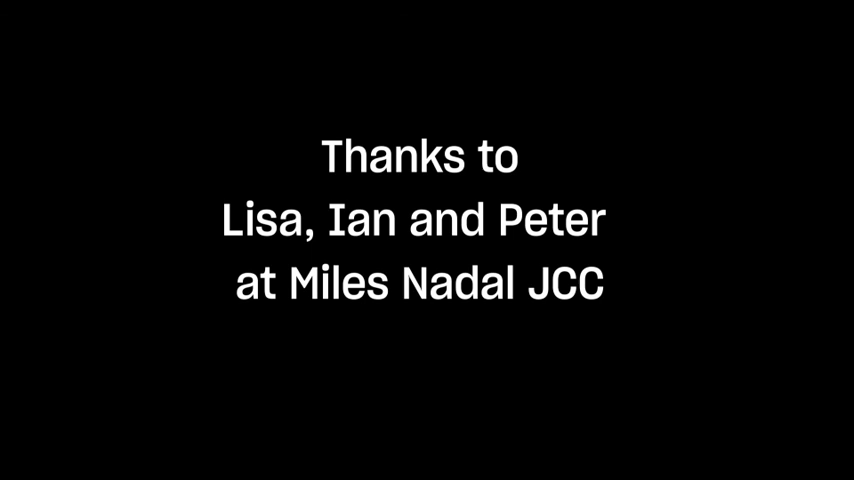 Thanks to
Lisa, Ian and Peter
at Miles Nadal JCC